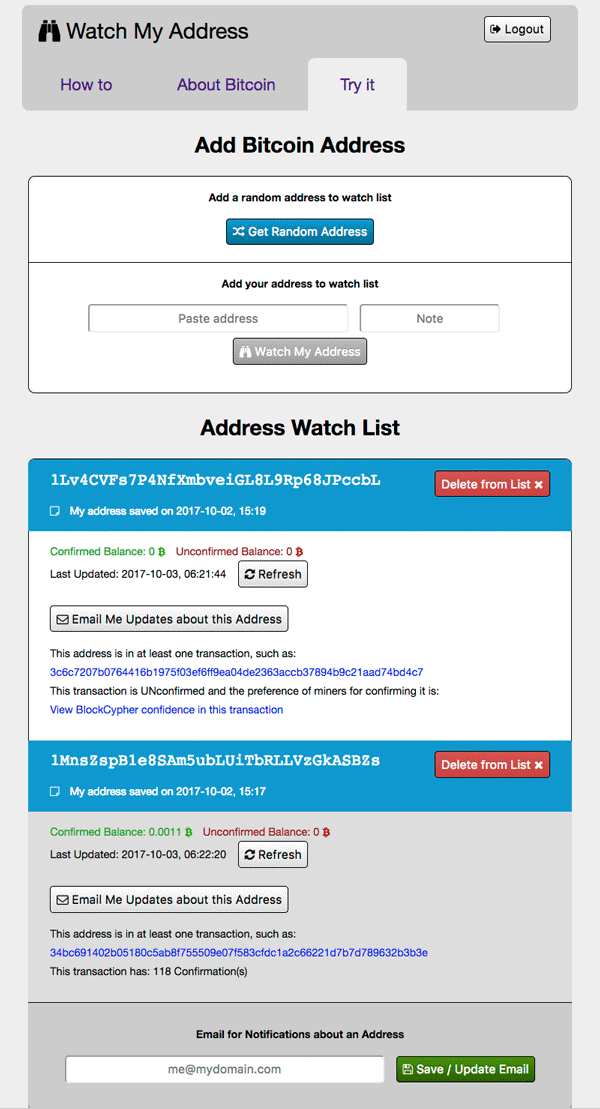 Watch My Address
Logout
How to
About Bitcoin
Try it
Add Bitcoin Address
Add a random address to watch list
Get Random Address
Add your address to watch list
Paste address
Note
Watch My Address
Address Watch List
1Lv4CVFs7P4NfXmbveiGL8L9Rp68JPccbL
Delete from List ×
My address saved on 2017-10-02, 15:19
Confirmed Balance: 0 ₿ Unconfirmed Balance: 0 ₿
Last Updated: 2017-10-03, 06:21:44
Refresh
Email Me Updates about this Address
This address is in at least one transaction, such as:
3c6c7207b0764416b1975f03ef6ff9ea04de2363accb37894b9c21aad74bd4c7
This transaction is UNconfirmed and the preference of miners for confirming it is:
View BlockCypher confidence in this transaction
1MnsZspB1e8SAm5ubLUiTbRLLVzGkASBZs
Delete from List ×
My address saved on 2017-10-02, 15:17
Confirmed Balance: 0.0011 ₿ Unconfirmed Balance: 0 ₿
Last Updated: 2017-10-03, 06:22:20
Refresh
Email Me Updates about this Address
This address is in at least one transaction, such as:
34bc691402b05180c5ab8f755509e07f583cfdc1a2c66221d7b7d789632b3b3e
This transaction has: 118 Confirmation(s)
Email for Notifications about an Address
me@mydomain.com
Save / Update Email